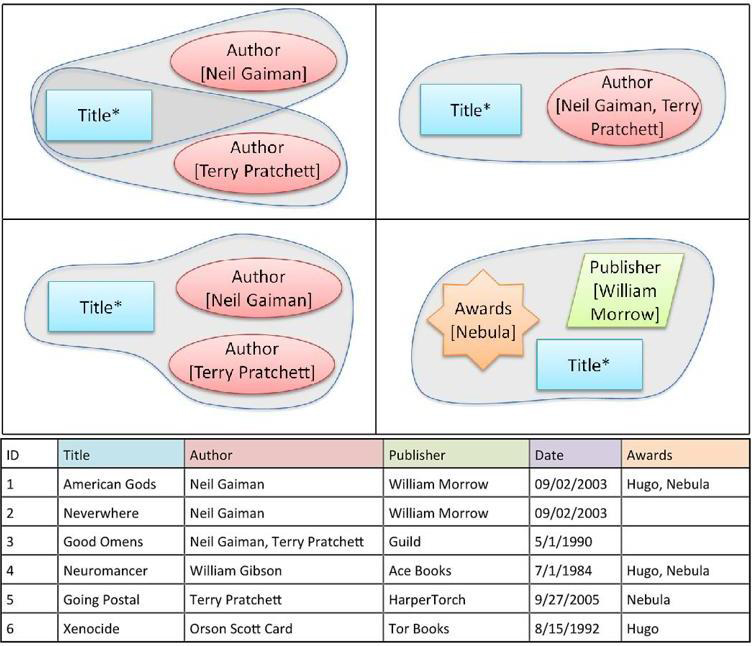 Author
[Neil Gaiman]
Title*
Author
[Terry Pratchett]
Title*
Author
[Neil Gaiman, Terry
Pratchett]
Title*
Author
[Neil Gaiman]
Author
[Terry Pratchett]
Awards
[Nebula]
Publisher
[William
Morrow]
Title*
ID Title Author Publisher Date Awards
1 American Gods Neil Gaiman William Morrow 09/02/2003 Hugo, Nebula
2 Neverwhere Neil Gaiman William Morrow 09/02/2003
3 Good Omens Neil Gaiman, Terry Pratchett Guild 5/1/1990
4 Neuromancer William Gibson Ace Books 7/1/1984 Hugo, Nebula
5 Going Postal Terry Pratchett HarperTorch 9/27/2005 Nebula
6 Xenocide Orson Scott Card Tor Books 8/15/1992 Hugo